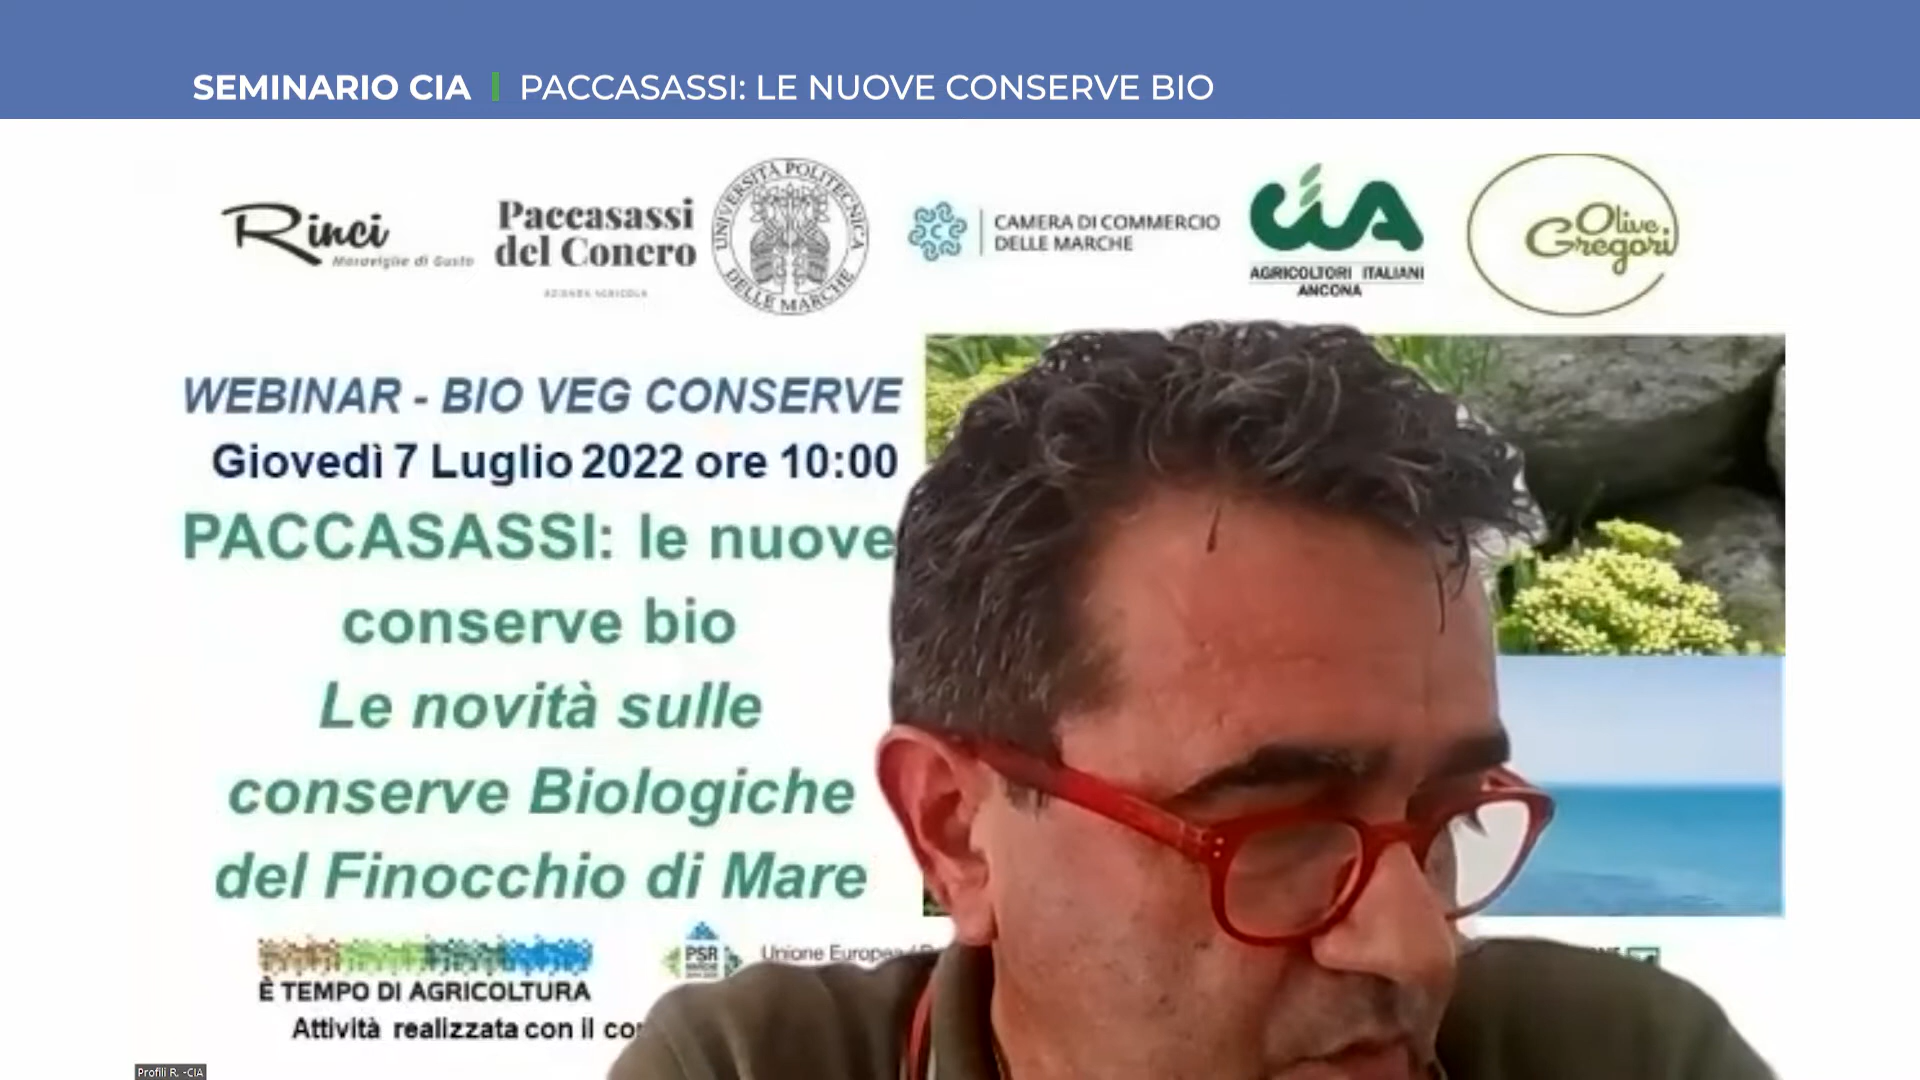 SEMINARIO CIA | PACCASASSI: LE NUOVE CONSERVE BIO
Rinci
Meraviglie di Gusto
Paccasassi
del Conero
AZIENDA AGRICOLA
UNIVERSITÀ POLITECNICA
DELLE MARCHE
CAMERA DI COMMERCIO
DELLE MARCHE
CiA
AGRICOLTORI ITALIANI
ANCONA
Olive
Gregori
WEBINAR - BIO VEG CONSERVE
Giovedì 7 Luglio 2022 ore 10:00
PACCASASSI: le nuove
conserve bio
Le novità sulle
conserve Biologiche
del Finocchio di Mare
PSR
MARCHE
Unione Europea /
È TEMPO DI AGRICOLTURA
Attività realizzata con il
Profili R. -CIA